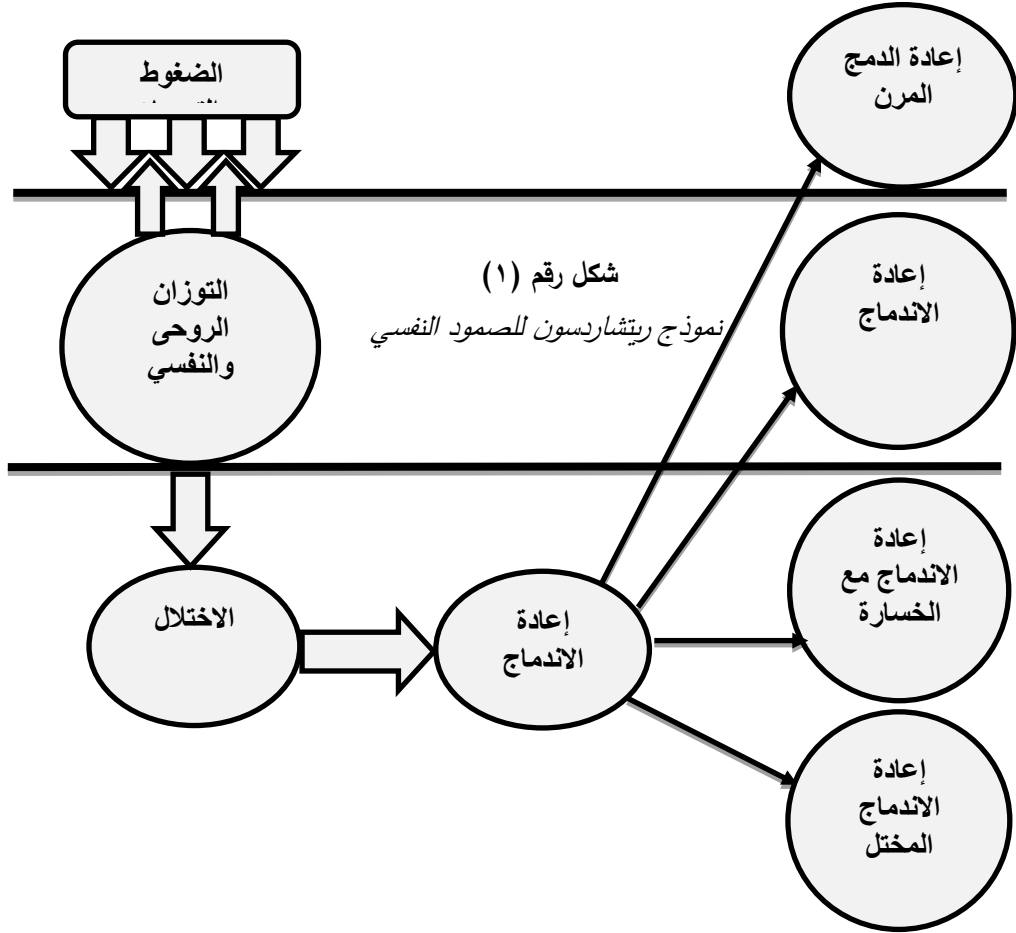 الضغوط
إعادة الدمج
المرن
شكل رقم (١)
نموذج ريتشاردسون للصمود النفسي
التوزان
الروحى
والنفسي
إعادة
الاندماج
الاختلال
إعادة
الاندماج
إعادة
الاندماج مع
الخسارة
إعادة
الاندماج
المختل